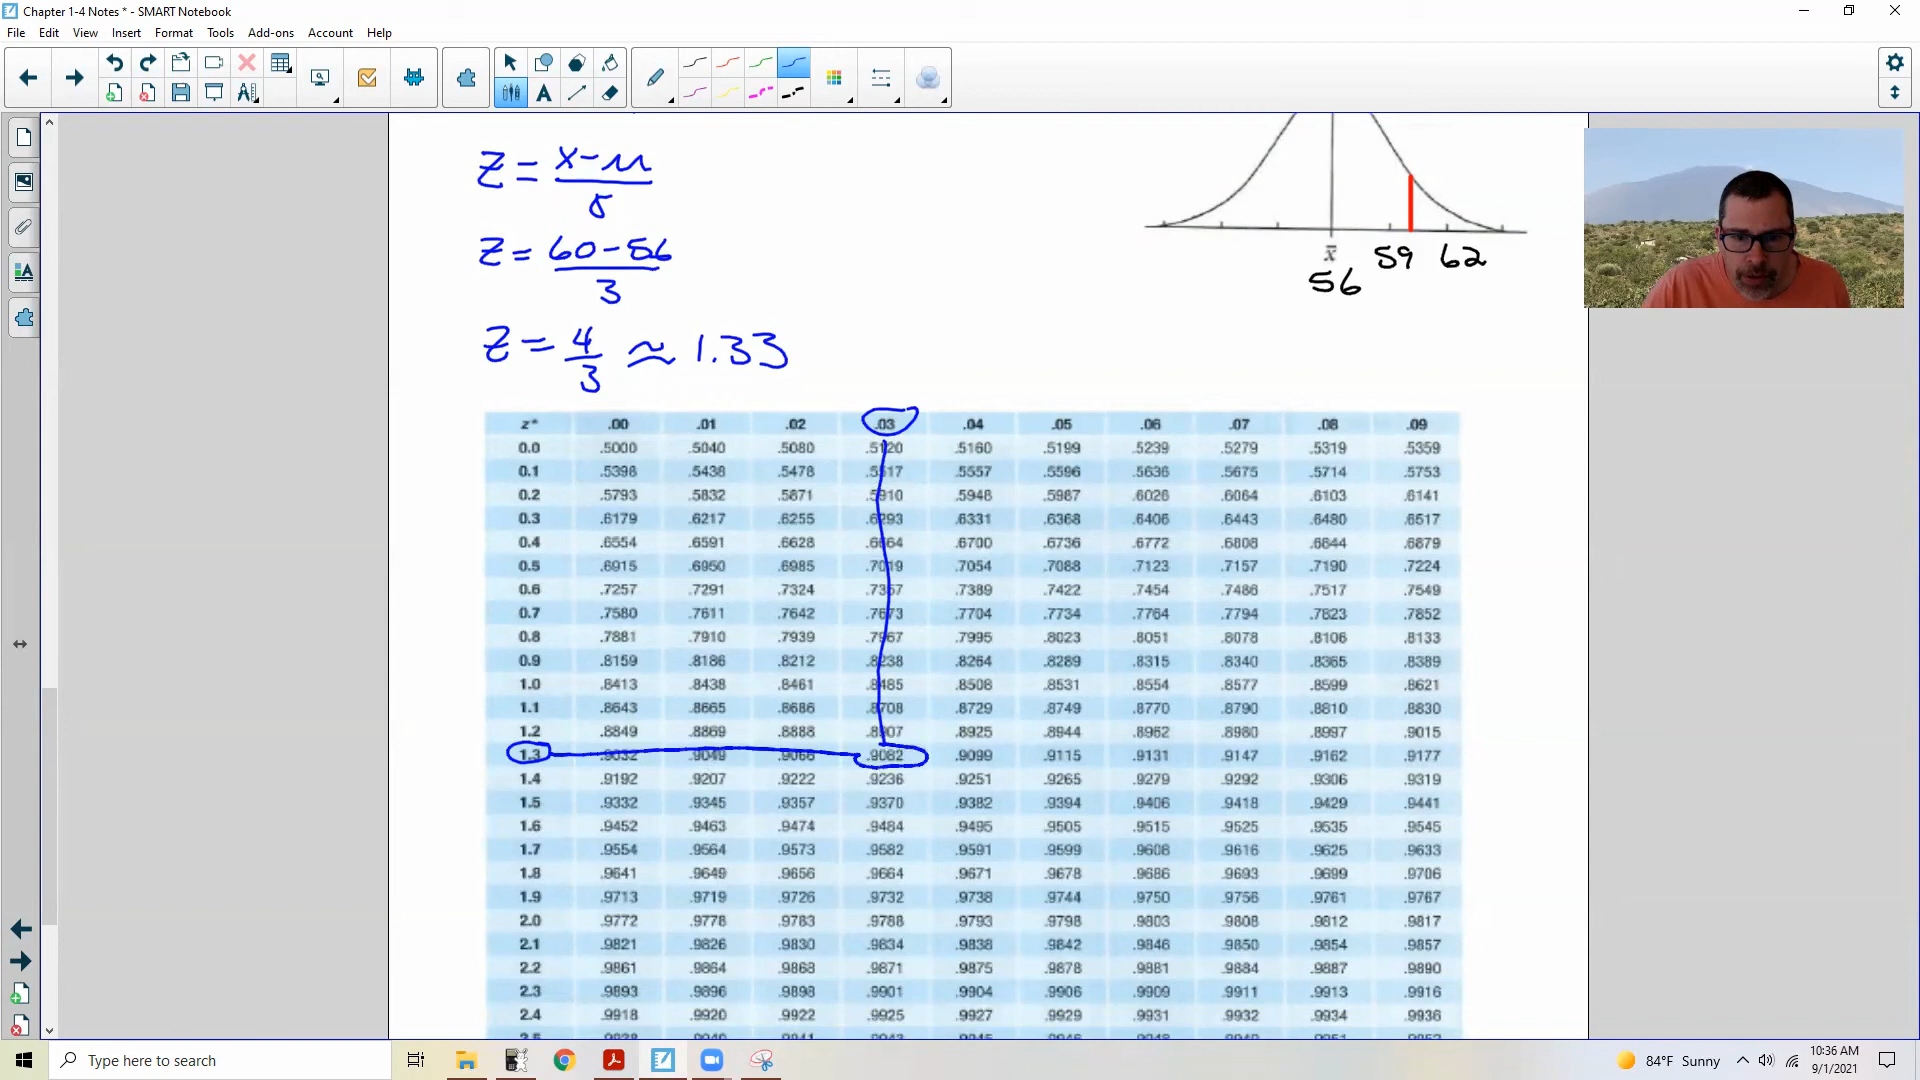 Chapter 1-4 Notes * - SMART Notebook
File Edit View Insert Format Tools Add-ons Account Help
Z = x-μ
σ
Z = 60-56
3
Z = 4 ≈ 1.33
3
x̄ 59 62
56
z* .00 .01 .02 .03 .04 .05 .06 .07 .08 .09
0.0 .5000 .5040 .5080 .5120 .5160 .5199 .5239 .5279 .5319 .5359
0.1 .5398 .5438 .5478 .5517 .5557 .5596 .5636 .5675 .5714 .5753
0.2 .5793 .5832 .5871 .5910 .5948 .5987 .6026 .6064 .6103 .6141
0.3 .6179 .6217 .6255 .6293 .6331 .6368 .6406 .6443 .6480 .6517
0.4 .6554 .6591 .6628 .6664 .6700 .6736 .6772 .6808 .6844 .6879
0.5 .6915 .6950 .6985 .7019 .7054 .7088 .7123 .7157 .7190 .7224
0.6 .7257 .7291 .7324 .7357 .7389 .7422 .7454 .7486 .7517 .7549
0.7 .7580 .7611 .7642 .7673 .7704 .7734 .7764 .7794 .7823 .7852
0.8 .7881 .7910 .7939 .7967 .7995 .8023 .8051 .8078 .8106 .8133
0.9 .8159 .8186 .8212 .8238 .8264 .8289 .8315 .8340 .8365 .8389
1.0 .8413 .8438 .8461 .8485 .8508 .8531 .8554 .8577 .8599 .8621
1.1 .8643 .8665 .8686 .8708 .8729 .8749 .8770 .8790 .8810 .8830
1.2 .8849 .8869 .8888 .8907 .8925 .8944 .8962 .8980 .8997 .9015
1.3 .9032 .9049 .9066 .9082 .9099 .9115 .9131 .9147 .9162 .9177
1.4 .9192 .9207 .9222 .9236 .9251 .9265 .9279 .9292 .9306 .9319
1.5 .9332 .9345 .9357 .9370 .9382 .9394 .9406 .9418 .9429 .9441
1.6 .9452 .9463 .9474 .9484 .9495 .9505 .9515 .9525 .9535 .9545
1.7 .9554 .9564 .9573 .9582 .9591 .9599 .9608 .9616 .9625 .9633
1.8 .9641 .9649 .9656 .9664 .9671 .9678 .9686 .9693 .9699 .9706
1.9 .9713 .9719 .9726 .9732 .9738 .9744 .9750 .9756 .9761 .9767
2.0 .9772 .9778 .9783 .9788 .9793 .9798 .9803 .9808 .9812 .9817
2.1 .9821 .9826 .9830 .9834 .9838 .9842 .9846 .9850 .9854 .9857
2.2 .9861 .9864 .9868 .9871 .9875 .9878 .9881 .9884 .9887 .9890
2.3 .9893 .9896 .9898 .9901 .9904 .9906 .9909 .9911 .9913 .9916
2.4 .9918 .9920 .9922 .9925 .9927 .9929 .9931 .9932 .9934 .9936
Type here to search
84°F Sunny
10:36 AM
9/1/2021